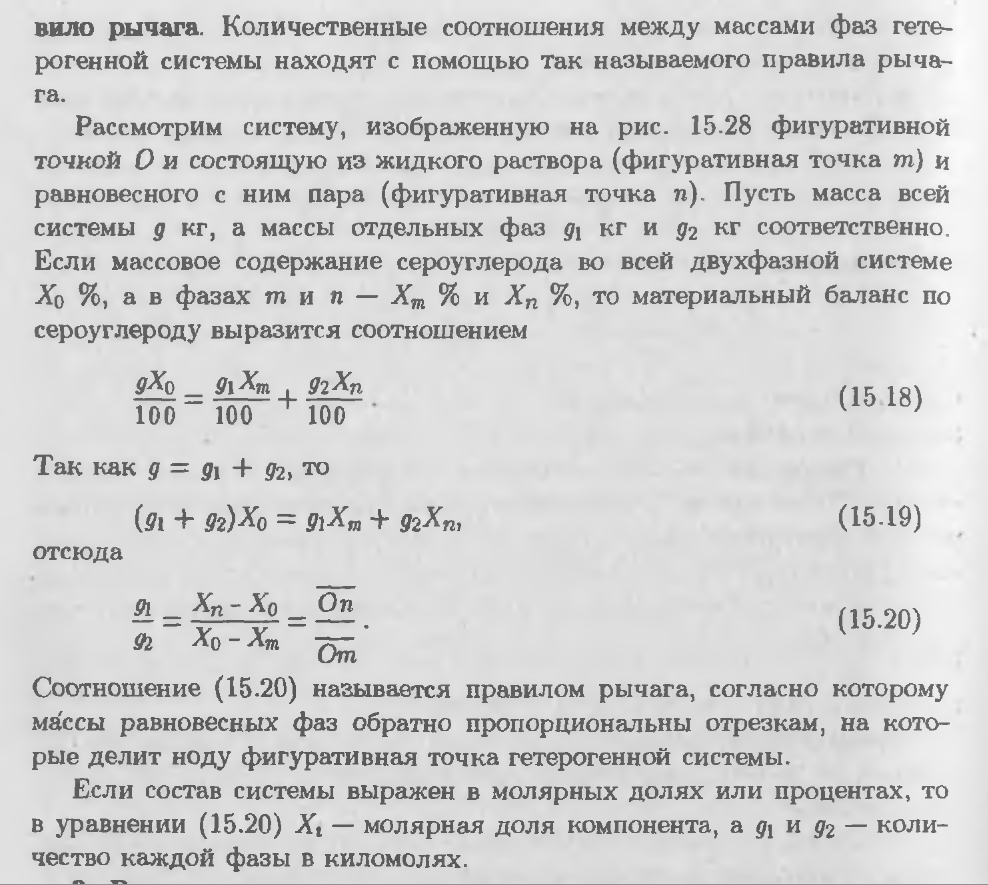 вило рычага. Количественные соотношения между массами фаз гете-
рогенной системы находят с помощью так называемого правила рыча-
га.
Рассмотрим систему, изображенную на рис. 15.28 фигуративной
точкой O и состоящую из жидкого раствора (фигуративная точка m) и
равновесного с ним пара (фигуративная точка n). Пусть масса всей
системы g кг, а массы отдельных фаз g₁ кг и g₂ кг соответственно.
Если массовое содержание сероуглерода во всей двухфазной системе
X₀ %, а в фазах m и n — Xₘ % и Xₙ %, то материальный баланс по
сероуглероду выразится соотношением
gX₀/100 = g₁Xₘ/100 + g₂Xₙ/100 . (15.18)
Так как g = g₁ + g₂, то
(g₁ + g₂)X₀ = g₁Xₘ + g₂Xₙ, (15.19)
отсюда
g₁/g₂ = (Xₙ - X₀)/(X₀ - Xₘ) = O̅n̅/O̅m̅ . (15.20)
Соотношение (15.20) называется правилом рычага, согласно которому
ма́ссы равновесных фаз обратно пропорциональны отрезкам, на кото-
рые делит ноду фигуративная точка гетерогенной системы.
Если состав системы выражен в молярных долях или процентах, то
в уравнении (15.20) Xᵢ — молярная доля компонента, а g₁ и g₂ — коли-
чество каждой фазы в киломолях.